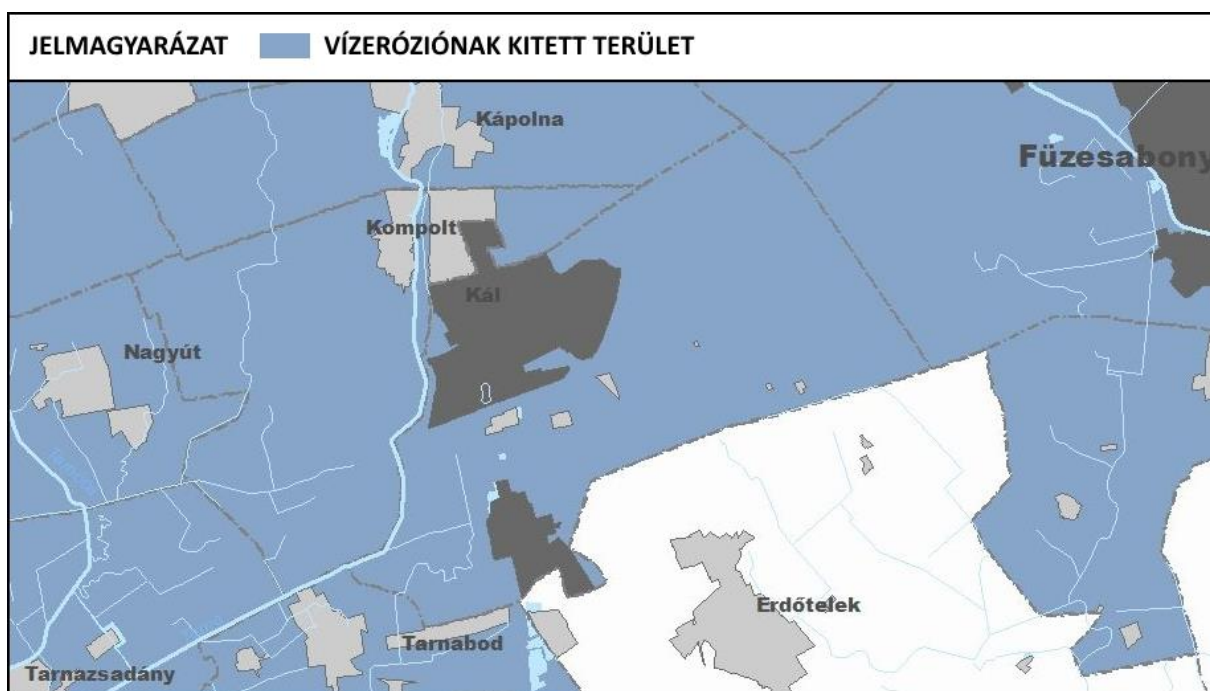 JELMAGYARÁZAT VÍZERÓZIÓNAK KITETT TERÜLET
Kápolna
Füzesabony
Kompolt
Kál
Nagyút
Erdőtelek
Tarnabod
Tarnazsadány